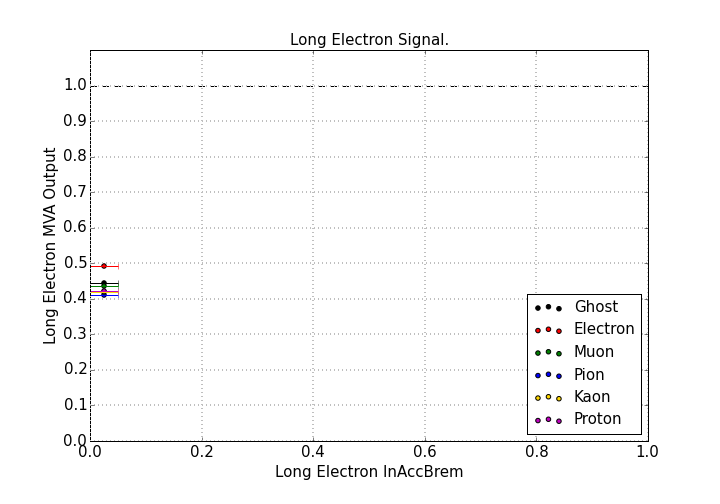 Long Electron Signal.
Long Electron MVA Output
1.0
0.9
0.8
0.7
0.6
0.5
0.4
0.3
0.2
0.1
0.0
0.0 0.2 0.4 0.6 0.8 1.0
Long Electron InAccBrem
Ghost
Electron
Muon
Pion
Kaon
Proton